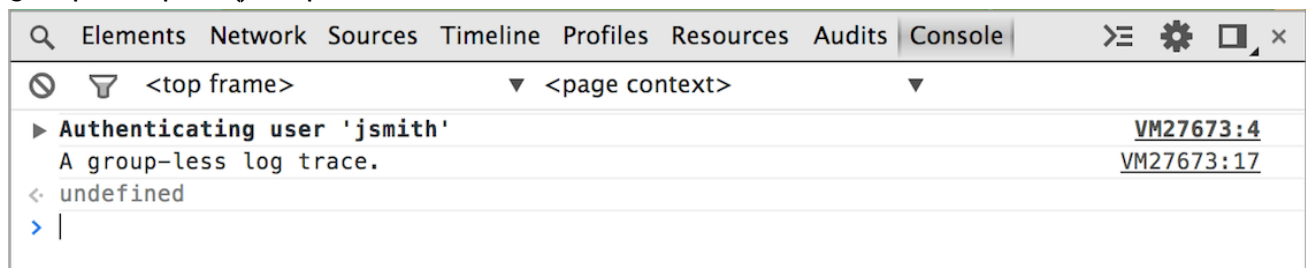 Elements Network Sources Timeline Profiles Resources Audits Console
<top frame> <page context>
Authenticating user 'jsmith' VM27673:4
A group-less log trace. VM27673:17
undefined